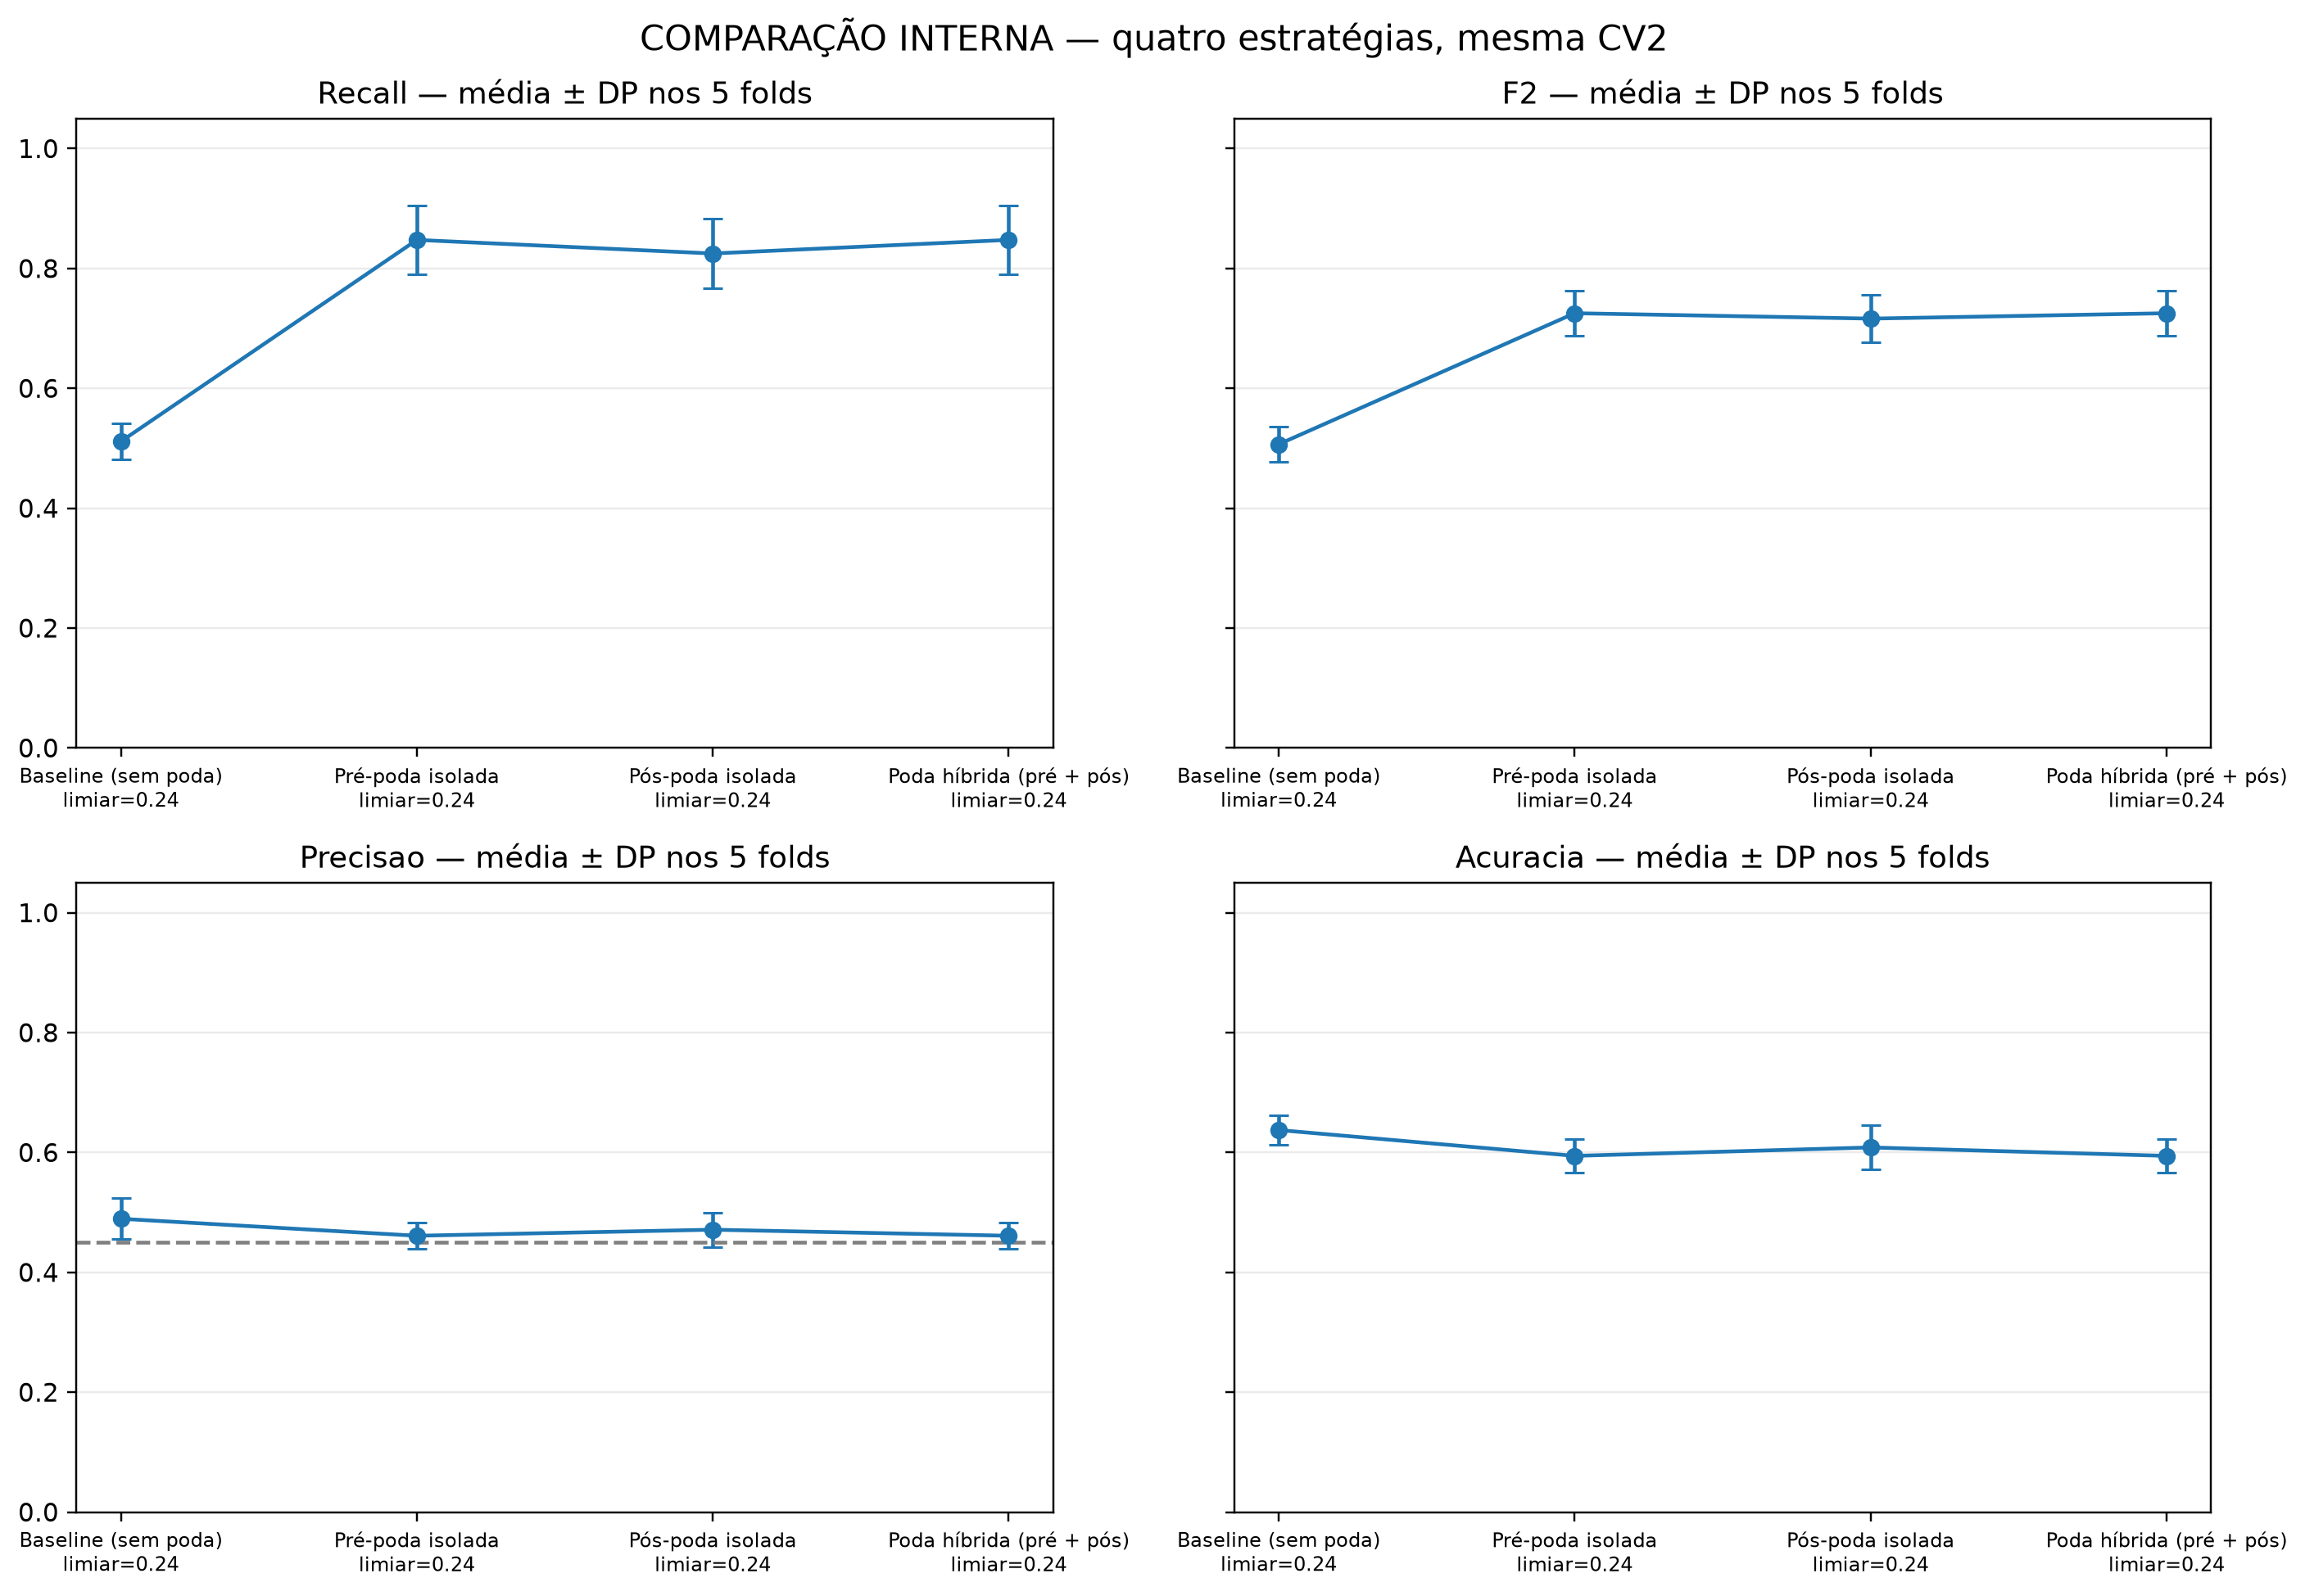 COMPARAÇÃO INTERNA — quatro estratégias, mesma CV2
Recall — média ± DP nos 5 folds
1.0
0.8
0.6
0.4
0.2
0.0
Baseline (sem poda)
limiar=0.24
Pré-poda isolada
limiar=0.24
Pós-poda isolada
limiar=0.24
Poda híbrida (pré + pós)
limiar=0.24
F2 — média ± DP nos 5 folds
Baseline (sem poda)
limiar=0.24
Pré-poda isolada
limiar=0.24
Pós-poda isolada
limiar=0.24
Poda híbrida (pré + pós)
limiar=0.24
Precisao — média ± DP nos 5 folds
1.0
0.8
0.6
0.4
0.2
0.0
Baseline (sem poda)
limiar=0.24
Pré-poda isolada
limiar=0.24
Pós-poda isolada
limiar=0.24
Poda híbrida (pré + pós)
limiar=0.24
Acuracia — média ± DP nos 5 folds
Baseline (sem poda)
limiar=0.24
Pré-poda isolada
limiar=0.24
Pós-poda isolada
limiar=0.24
Poda híbrida (pré + pós)
limiar=0.24